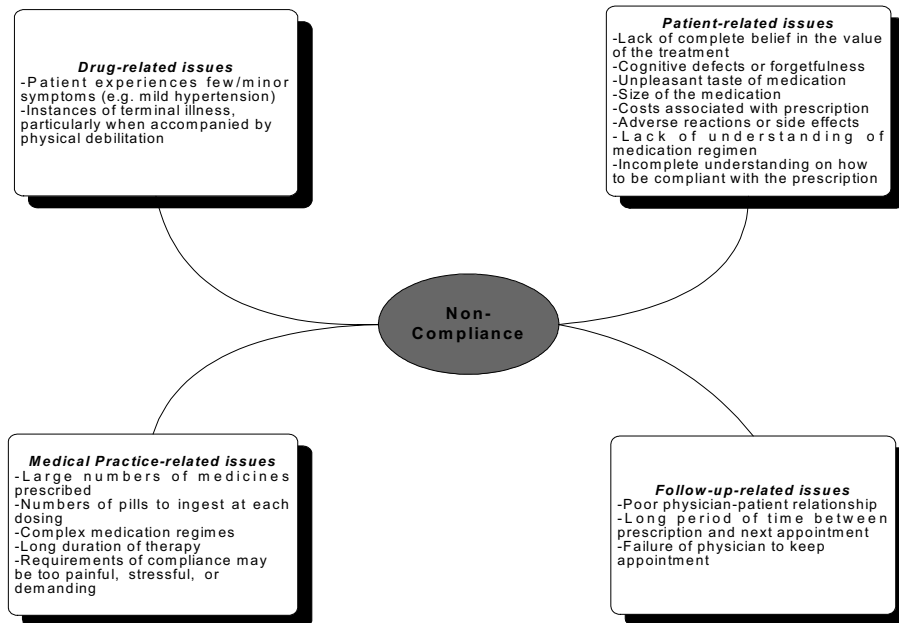 Drug-related issues
-Patient experiences few/minor
symptoms (e.g. mild hypertension)
-Instances of terminal illness,
particularly when accompanied by
physical debilitation
Patient-related issues
-Lack of complete belief in the value
of the treatment
-Cognitive defects or forgetfulness
-Unpleasant taste of medication
-Size of the medication
-Costs associated with prescription
-Adverse reactions or side effects
-Lack of understanding of
medication regimen
-Incomplete understanding on how
to be compliant with the prescription
Non-
Compliance
Medical Practice-related issues
-Large numbers of medicines
prescribed
-Numbers of pills to ingest at each
dosing
-Complex medication regimes
-Long duration of therapy
-Requirements of compliance may
be too painful, stressful, or
demanding
Follow-up-related issues
-Poor physician-patient relationship
-Long period of time between
prescription and next appointment
-Failure of physician to keep
appointment